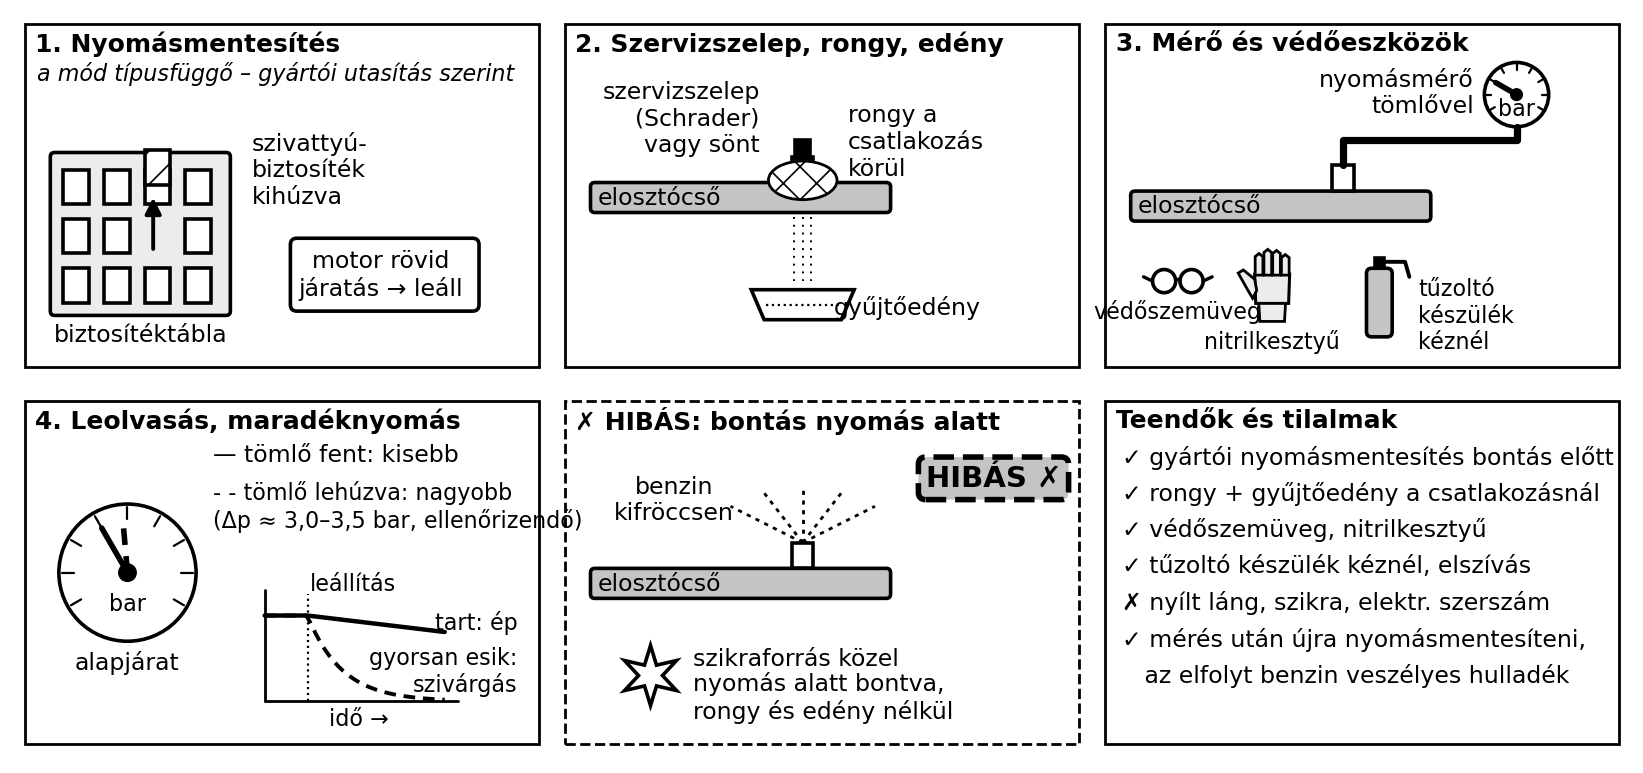 1. Nyomásmentesítés
a mód típusfüggő – gyártói utasítás szerint
szivattyú-
biztosíték
kihúzva
motor rövid
járatás → leáll
biztosítéktábla
2. Szervizszelep, rongy, edény
szervizszelep
(Schrader)
vagy sönt
rongy a
csatlakozás
körül
elosztócső
gyűjtőedény
3. Mérő és védőeszközök
nyomásmérő
tömlővel
bar
elosztócső
védőszemüveg
nitrilkesztyű
tűzoltó
készülék
kéznél
4. Leolvasás, maradéknyomás
— tömlő fent: kisebb
- - tömlő lehúzva: nagyobb
(Δp ≈ 3,0–3,5 bar, ellenőrizendő)
bar
alapjárat
leállítás
tart: ép
gyorsan esik:
szivárgás
idő →
✗ HIBÁS: bontás nyomás alatt
HIBÁS ✗
benzin
kifröccsen
elosztócső
szikraforrás közel
nyomás alatt bontva,
rongy és edény nélkül
Teendők és tilalmak
✓ gyártói nyomásmentesítés bontás előtt
✓ rongy + gyűjtőedény a csatlakozásnál
✓ védőszemüveg, nitrilkesztyű
✓ tűzoltó készülék kéznél, elszívás
✗ nyílt láng, szikra, elektr. szerszám
✓ mérés után újra nyomásmentesíteni,
az elfolyt benzin veszélyes hulladék